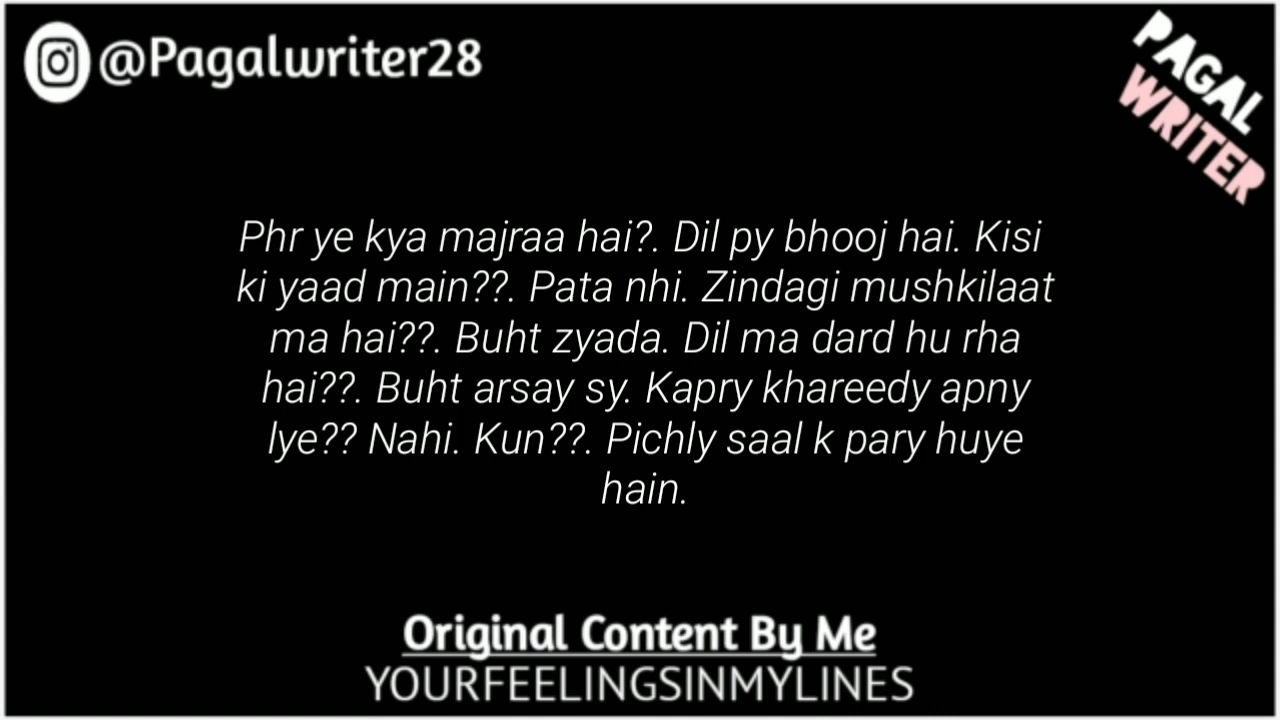 @Pagalwriter28
PAGAL
WRITER
Phr ye kya majraa hai?. Dil py bhooj hai. Kisi
ki yaad main??. Pata nhi. Zindagi mushkilaat
ma hai??. Buht zyada. Dil ma dard hu rha
hai??. Buht arsay sy. Kapry khareedy apny
lye?? Nahi. Kun??. Pichly saal k pary huye
hain.
Original Content By Me
YOURFEELINGSINMYLINES